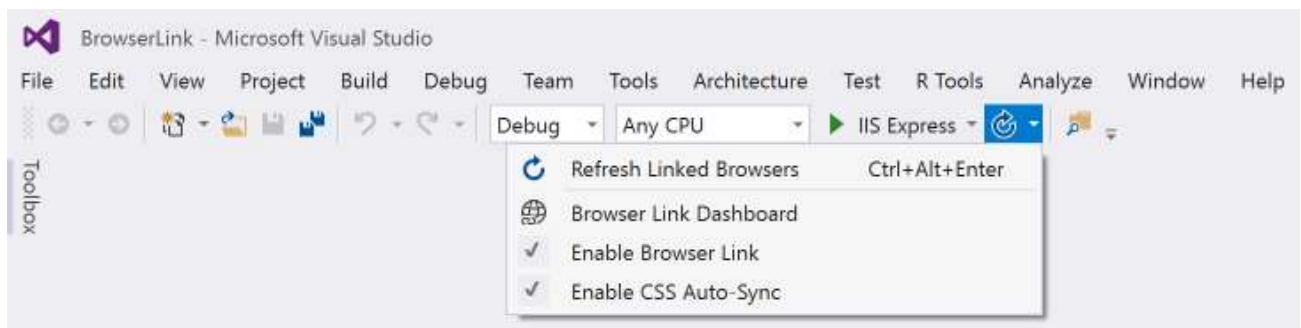 BrowserLink - Microsoft Visual Studio
File Edit View Project Build Debug Team Tools Architecture Test R Tools Analyze Window Help
Debug Any CPU IIS Express
Toolbox
Refresh Linked Browsers Ctrl+Alt+Enter
Browser Link Dashboard
Enable Browser Link
Enable CSS Auto-Sync